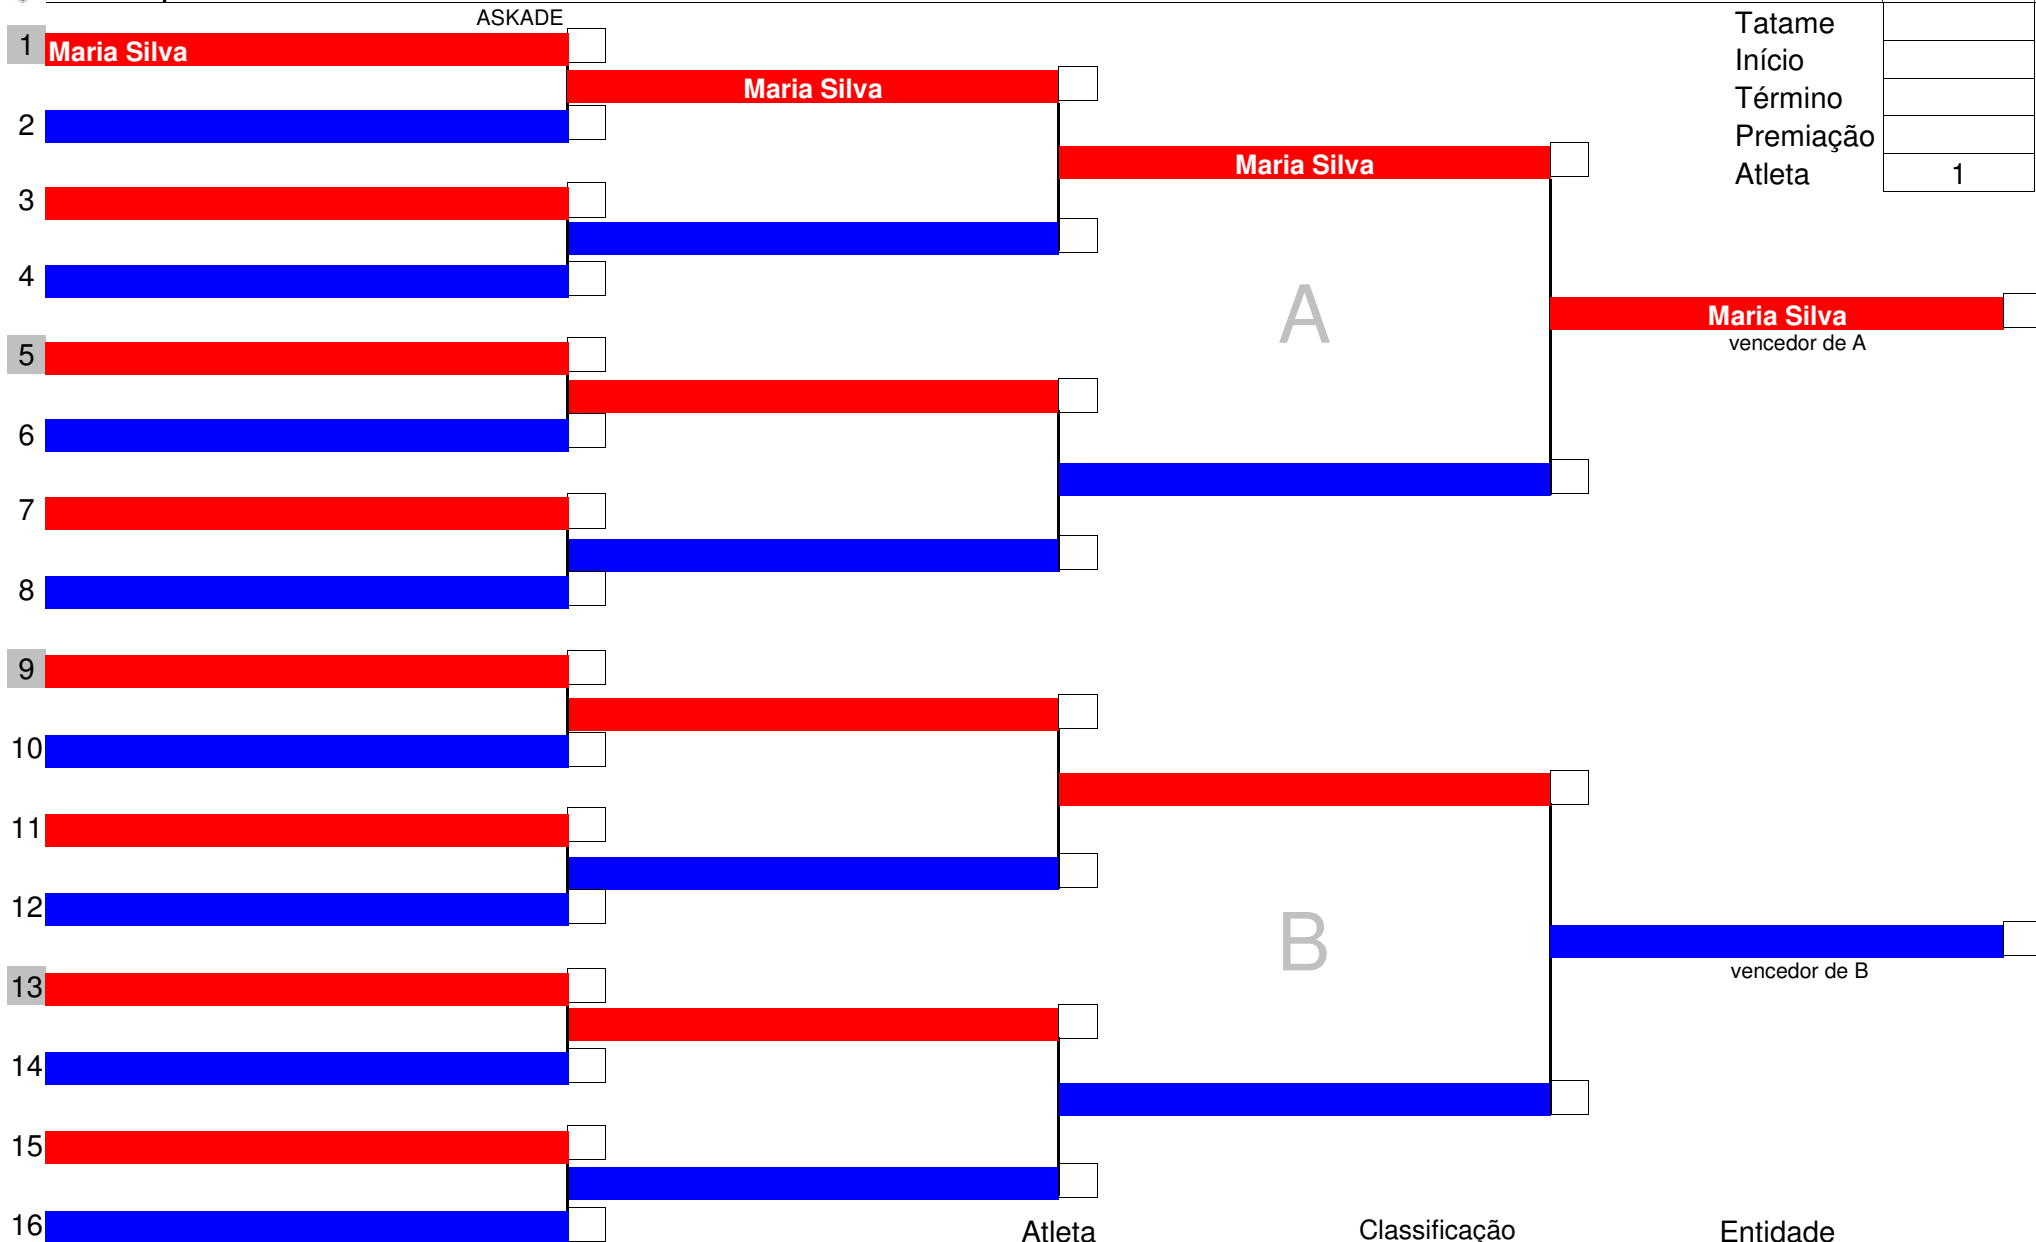 ASKADE
Tatame
1 Maria Silva
Início
Maria Silva
Término
2
Premiação
Maria Silva
Atleta 1
3
4
A
Maria Silva
vencedor de A
5
6
7
8
9
10
11
12
B
vencedor de B
13
14
15
16
Atleta Classificação Entidade